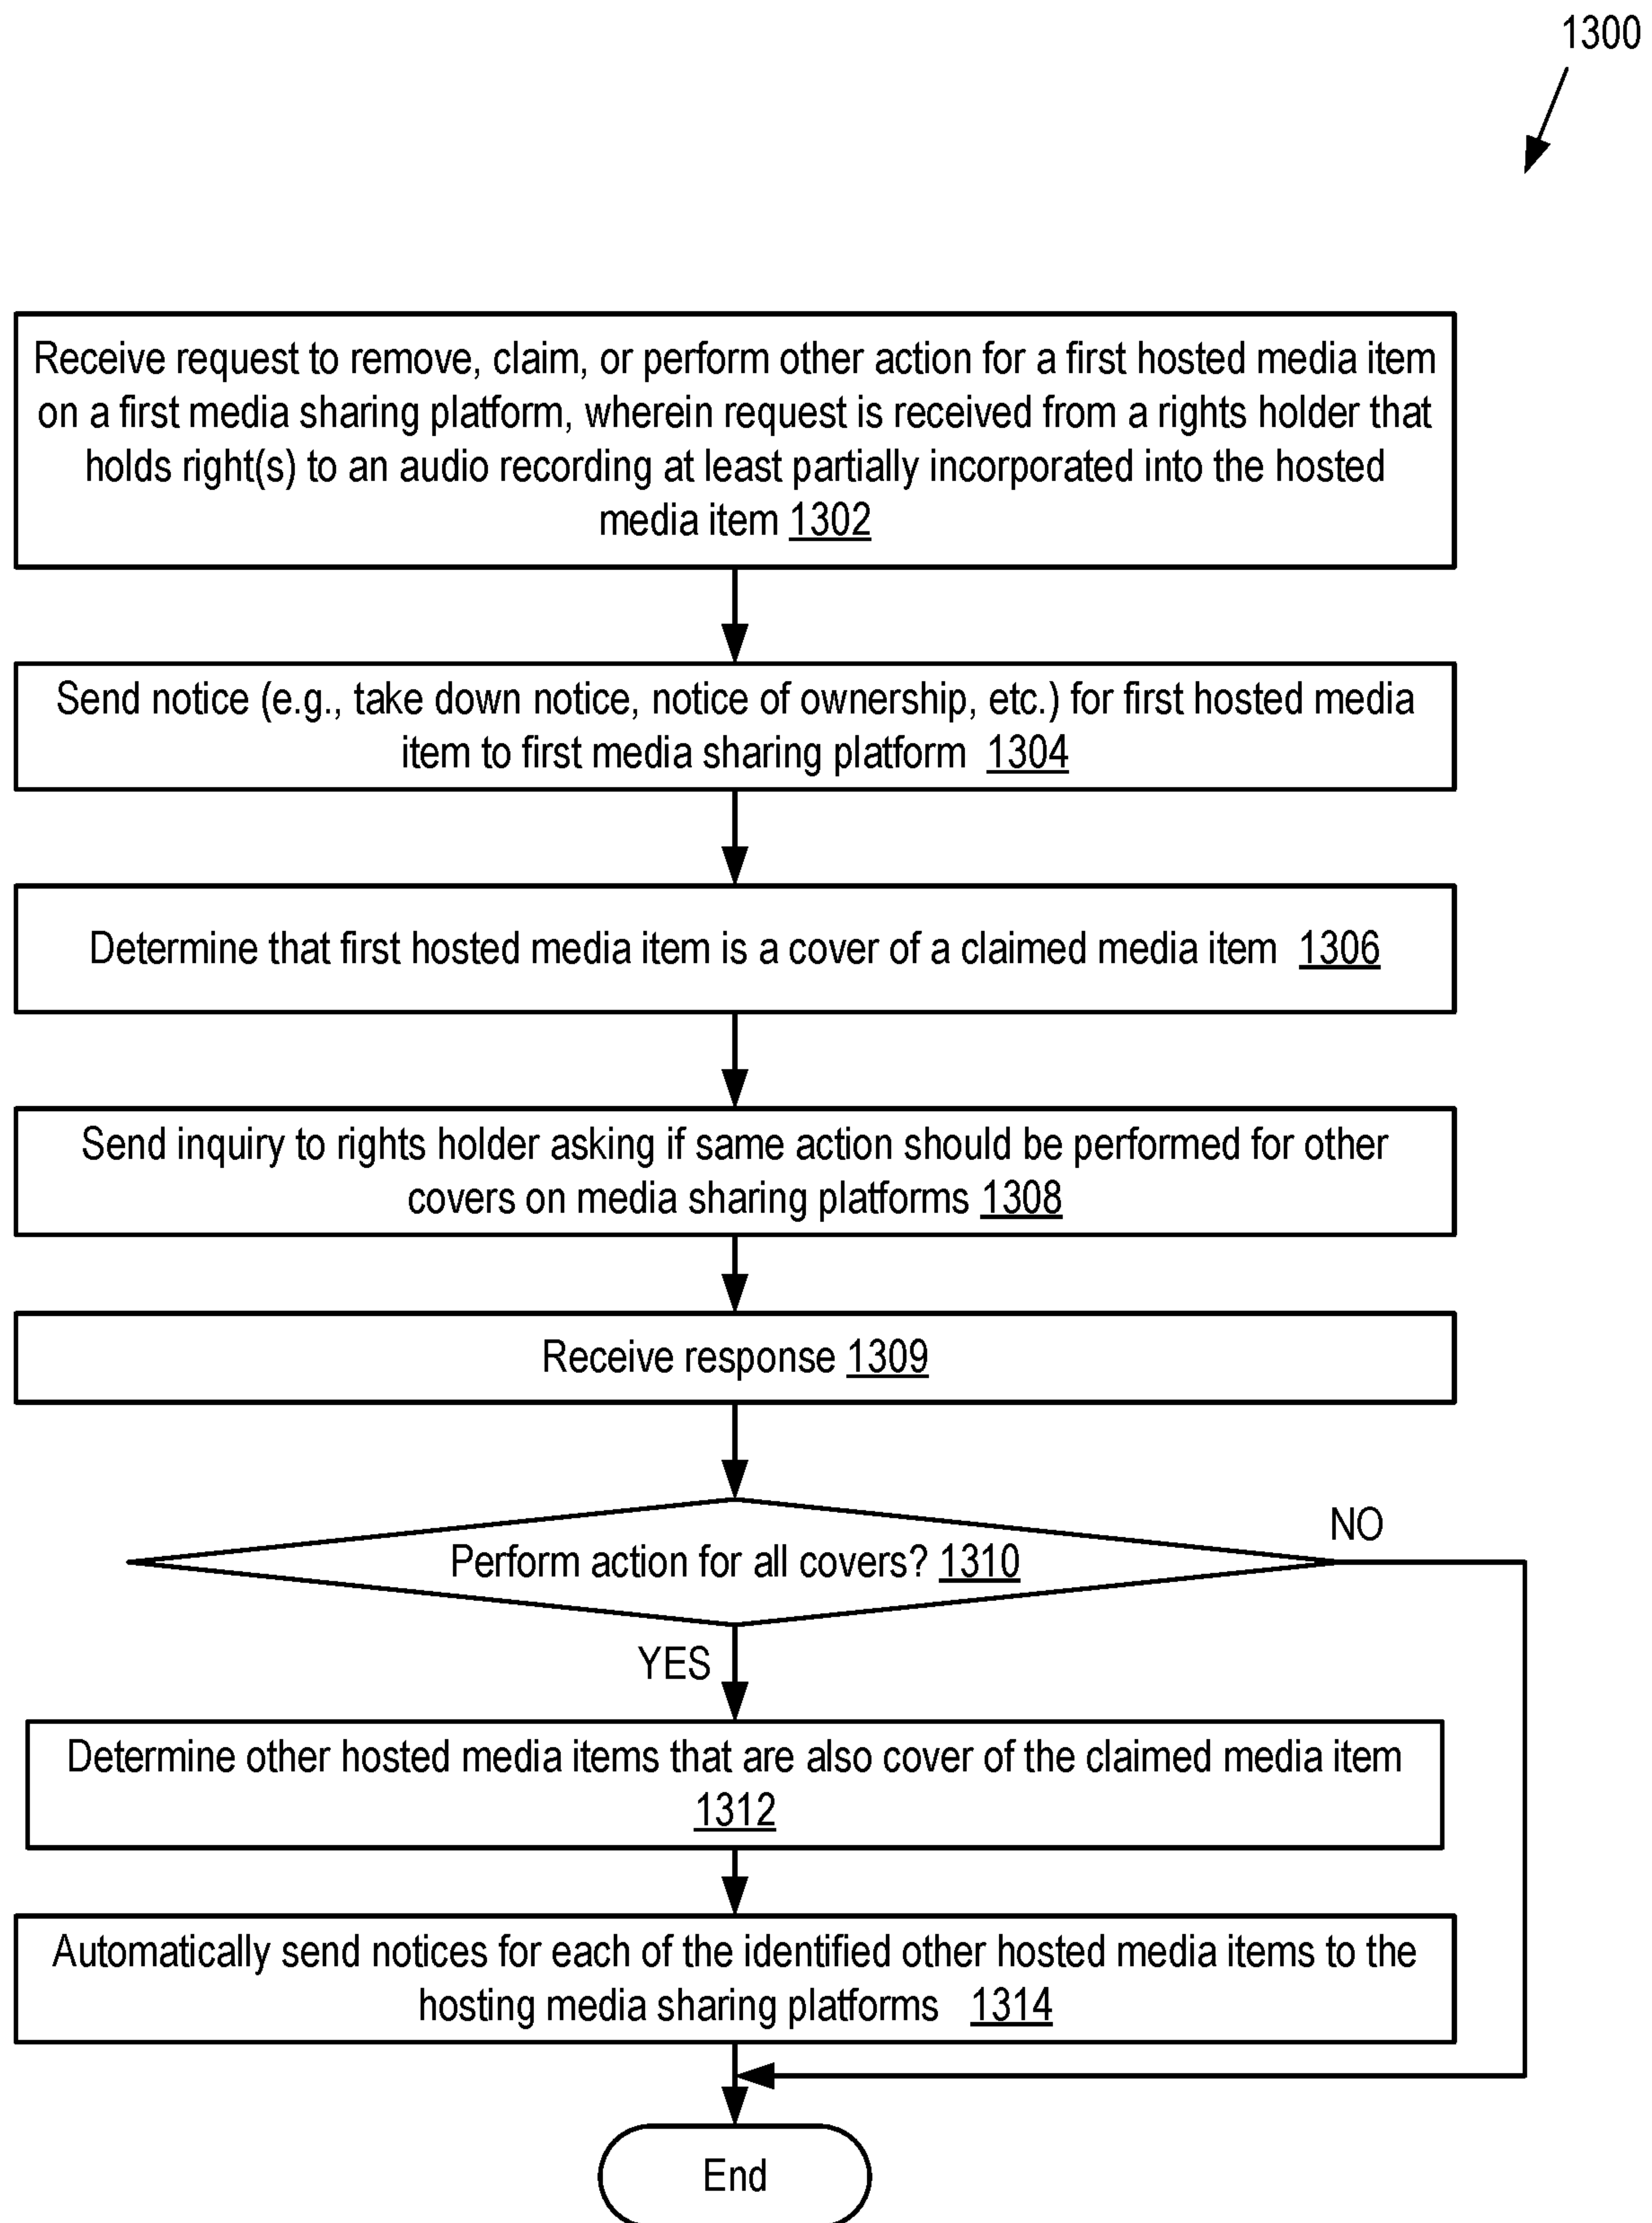 1300
Receive request to remove, claim, or perform other action for a first hosted media item
on a first media sharing platform, wherein request is received from a rights holder that
holds right(s) to an audio recording at least partially incorporated into the hosted
media item 1302
Send notice (e.g., take down notice, notice of ownership, etc.) for first hosted media
item to first media sharing platform 1304
Determine that first hosted media item is a cover of a claimed media item 1306
Send inquiry to rights holder asking if same action should be performed for other
covers on media sharing platforms 1308
Receive response 1309
Perform action for all covers? 1310
NO
YES
Determine other hosted media items that are also cover of the claimed media item
1312
Automatically send notices for each of the identified other hosted media items to the
hosting media sharing platforms 1314
End